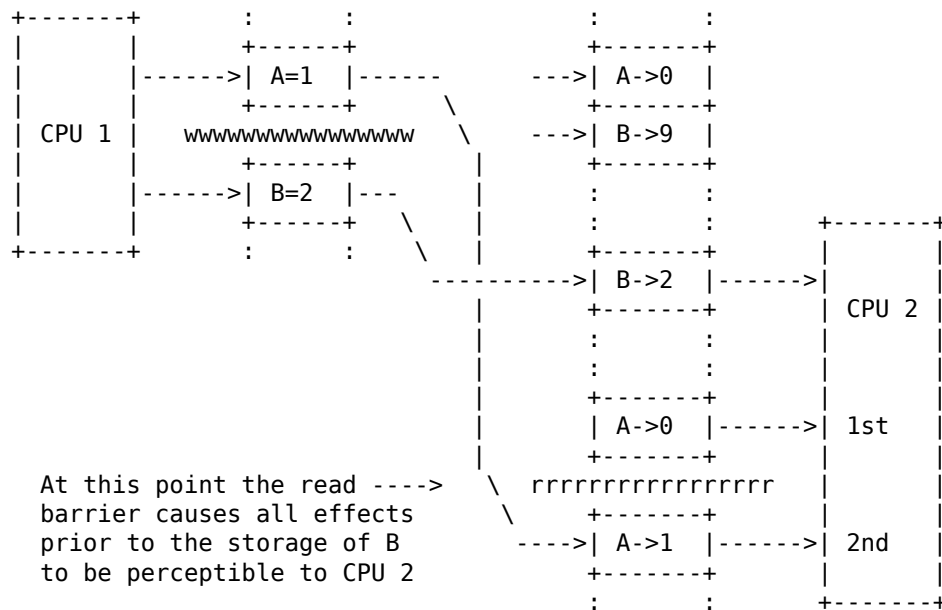 +-------+       :      :                :       :
|       |       +------+                +-------+
|       |------>| A=1  |------      --->| A->0  |
|       |       +------+      \         +-------+
| CPU 1 |   wwwwwwwwwwwwwwww   \    --->| B->9  |
|       |       +------+        |       +-------+
|       |------>| B=2  |---     |       :       :
|       |       +------+   \    |       :       :       +-------+
+-------+       :      :    \   |       +-------+       |       |
                             ---------->| B->2  |------>|       |
                                |       +-------+       | CPU 2 |
                                |       :       :       |       |
                                |       :       :       |       |
                                |       +-------+       |       |
                                |       | A->0  |------>| 1st   |
                                |       +-------+       |       |
  At this point the read ---->   \  rrrrrrrrrrrrrrrrr   |       |
  barrier causes all effects      \     +-------+       |       |
  prior to the storage of B        ---->| A->1  |------>| 2nd   |
  to be perceptible to CPU 2            +-------+       |       |
                                        :       :       +-------+